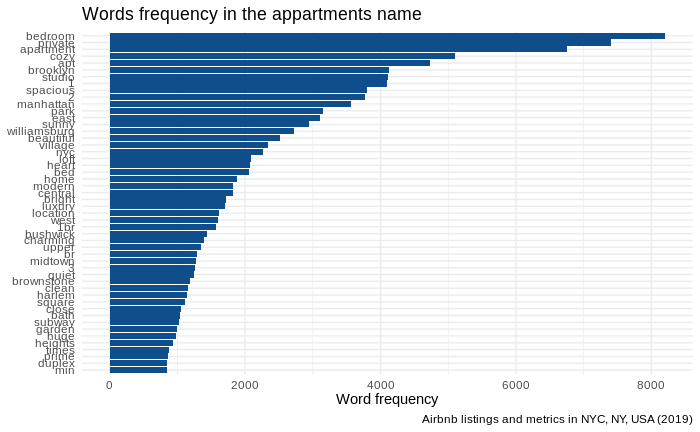 Words frequency in the appartments name
bedroom
private
apartment
cozy
apt
brooklyn
studio
1
spacious
2
manhattan
park
east
sunny
williamsburg
beautiful
village
nyc
loft
heart
bed
home
modern
central
bright
luxury
location
west
1br
bushwick
charming
upper
br
midtown
3
quiet
brownstone
clean
harlem
square
close
bath
subway
garden
huge
heights
times
prime
duplex
min
0 2000 4000 6000 8000
Word frequency
Airbnb listings and metrics in NYC, NY, USA (2019)